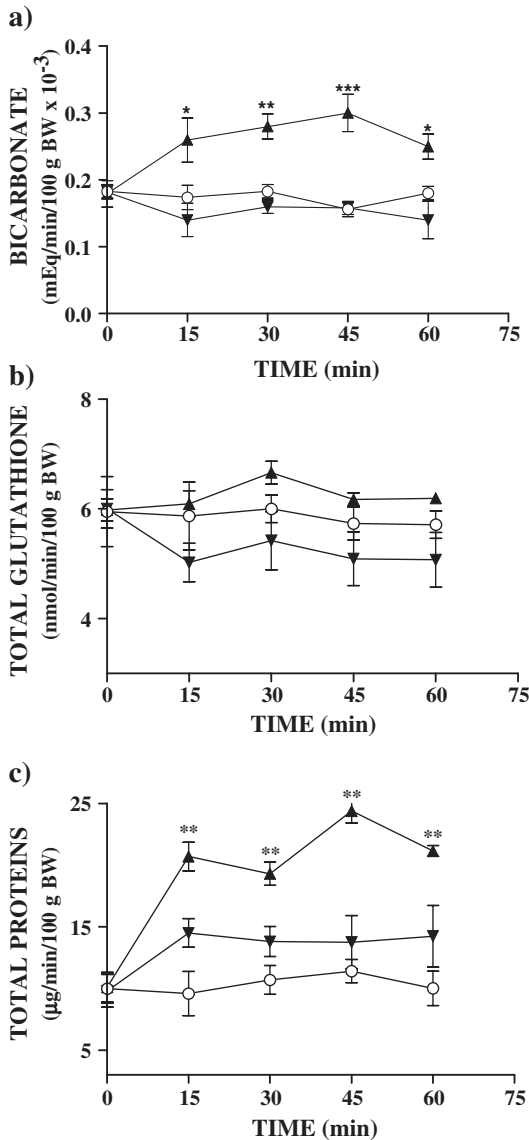 a)
BICARBONATE
(mEq/min/100 g BW x 10-3)
0.4
0.3
0.2
0.1
0.0
*
**
***
*
0 15 30 45 60 75
TIME (min)
b)
TOTAL GLUTATHIONE
(nmol/min/100 g BW)
8
6
4
0 15 30 45 60 75
TIME (min)
c)
TOTAL PROTEINS
(µg/min/100 g BW)
25
15
5
**
**
**
**
0 15 30 45 60 75
TIME (min)